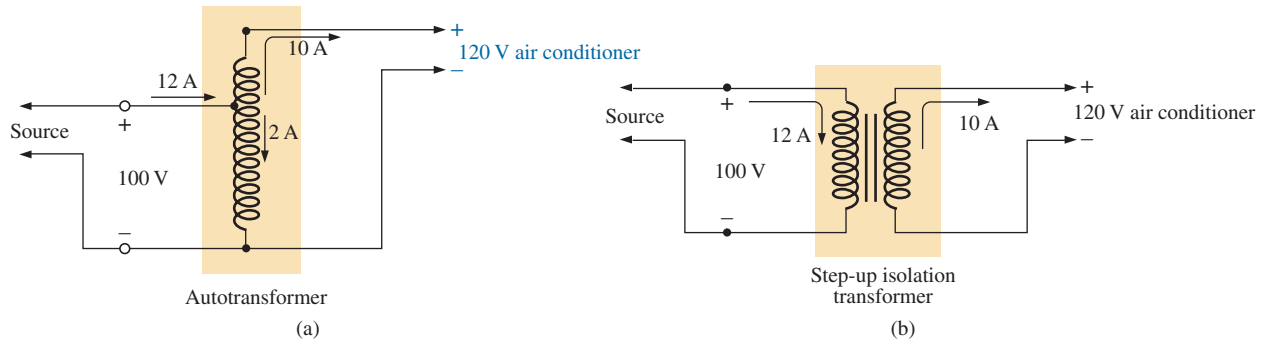 10 A
+
120 V air conditioner
−
12 A
Source
+
2 A
100 V
−
Autotransformer
(a)
Source
+
12 A
100 V
−
10 A
+
120 V air conditioner
−
Step-up isolation
transformer
(b)